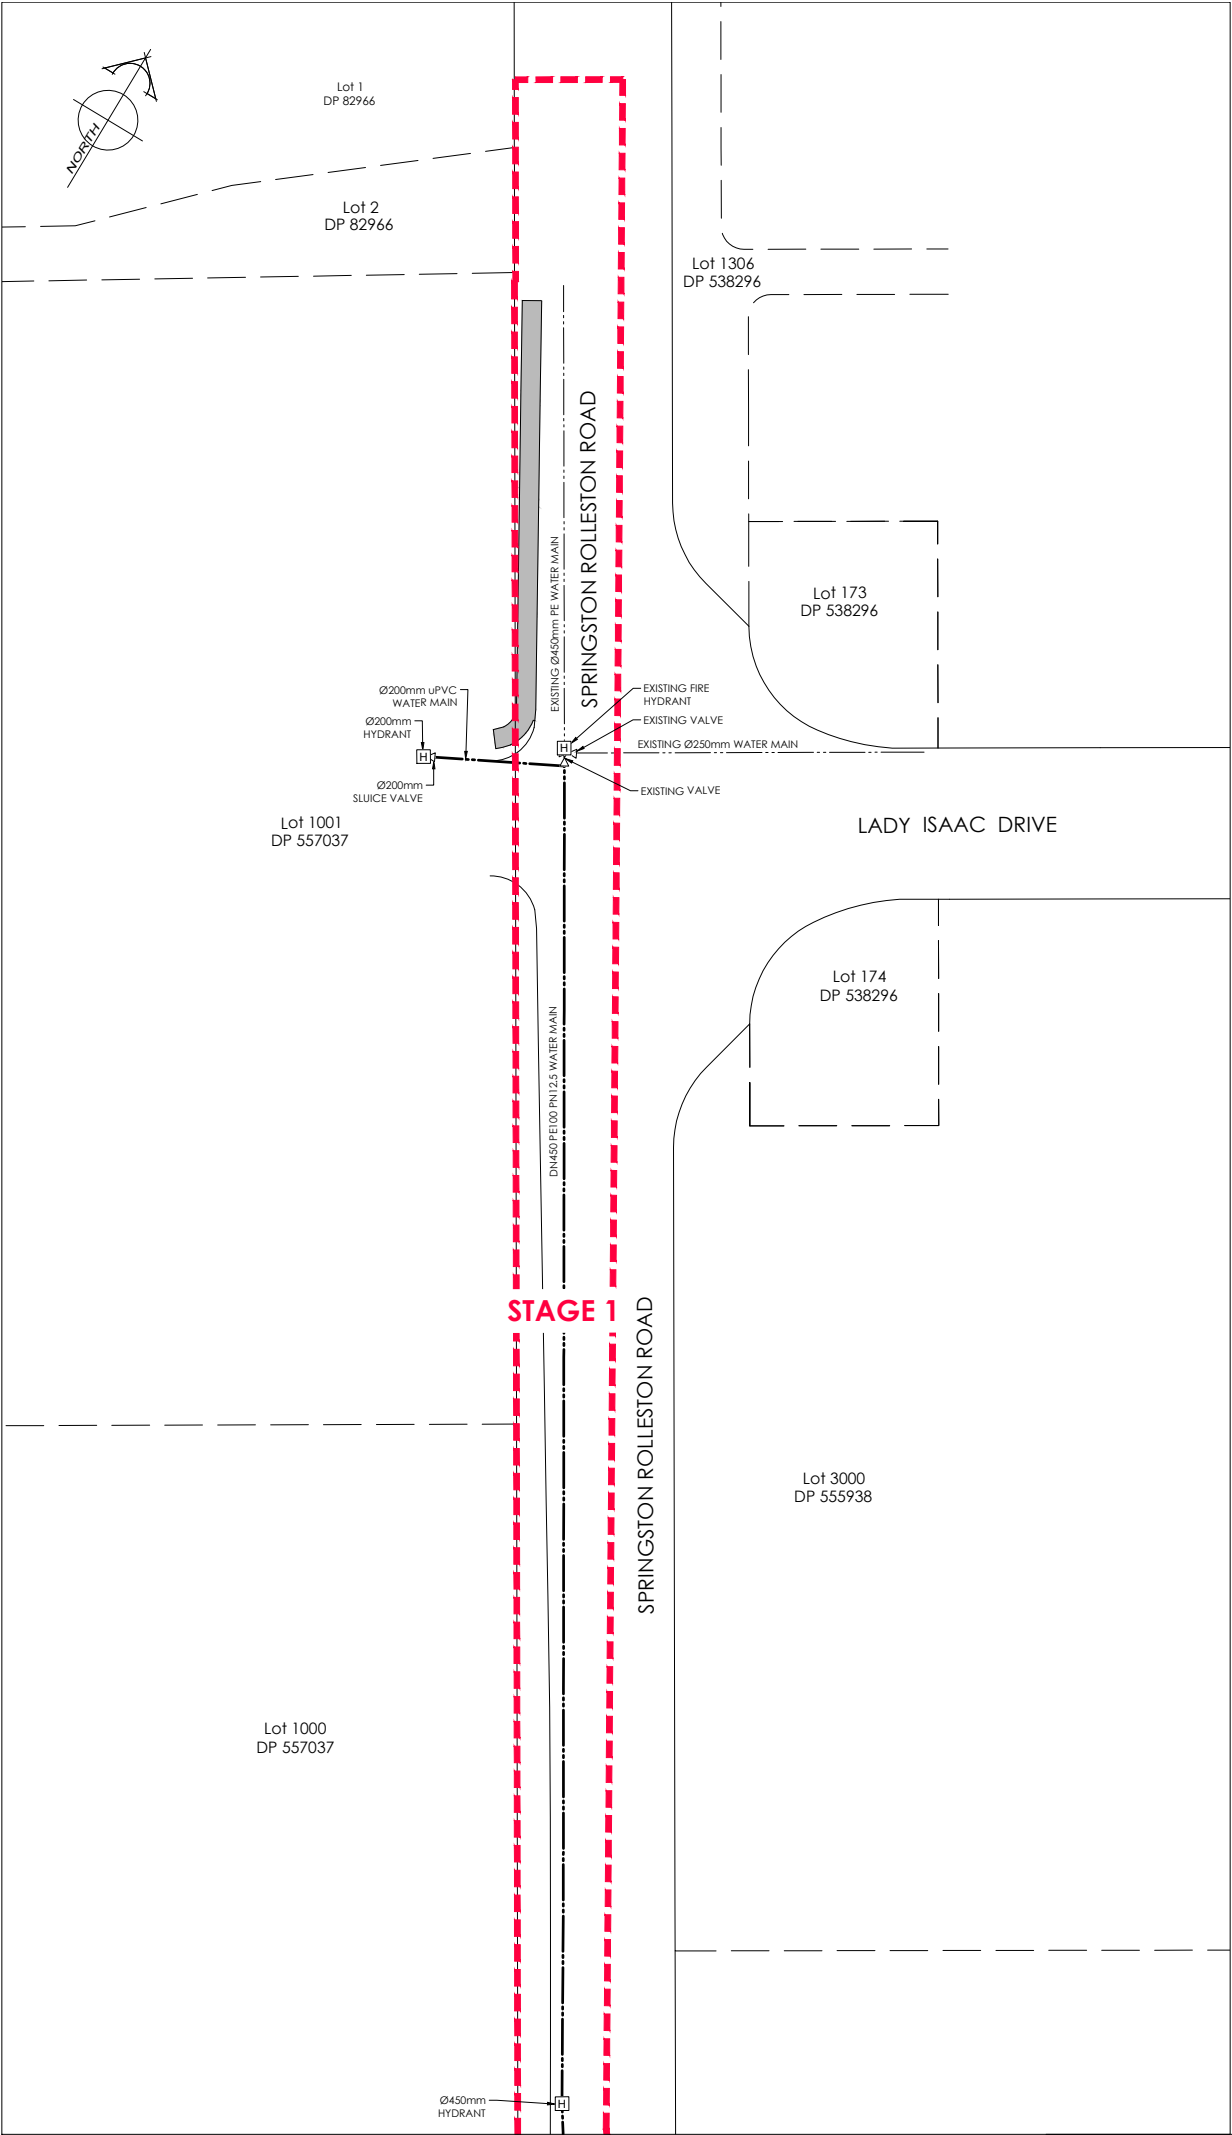 NORTH
Lot 1
DP 82966
Lot 2
DP 82966
Lot 1306
DP 538296
SPRINGSTON ROLLESTON ROAD
EXISTING Ø450mm PE WATER MAIN
Lot 173
DP 538296
Ø200mm uPVC
WATER MAIN
Ø200mm
HYDRANT
H
Ø200mm
SLUICE VALVE
EXISTING FIRE
HYDRANT
EXISTING VALVE
H
EXISTING Ø250mm WATER MAIN
EXISTING VALVE
Lot 1001
DP 557037
LADY ISAAC DRIVE
Lot 174
DP 538296
DN450 PE100 PN12.5 WATER MAIN
STAGE 1
SPRINGSTON ROLLESTON ROAD
Lot 3000
DP 555938
Lot 1000
DP 557037
Ø450mm
HYDRANT
H